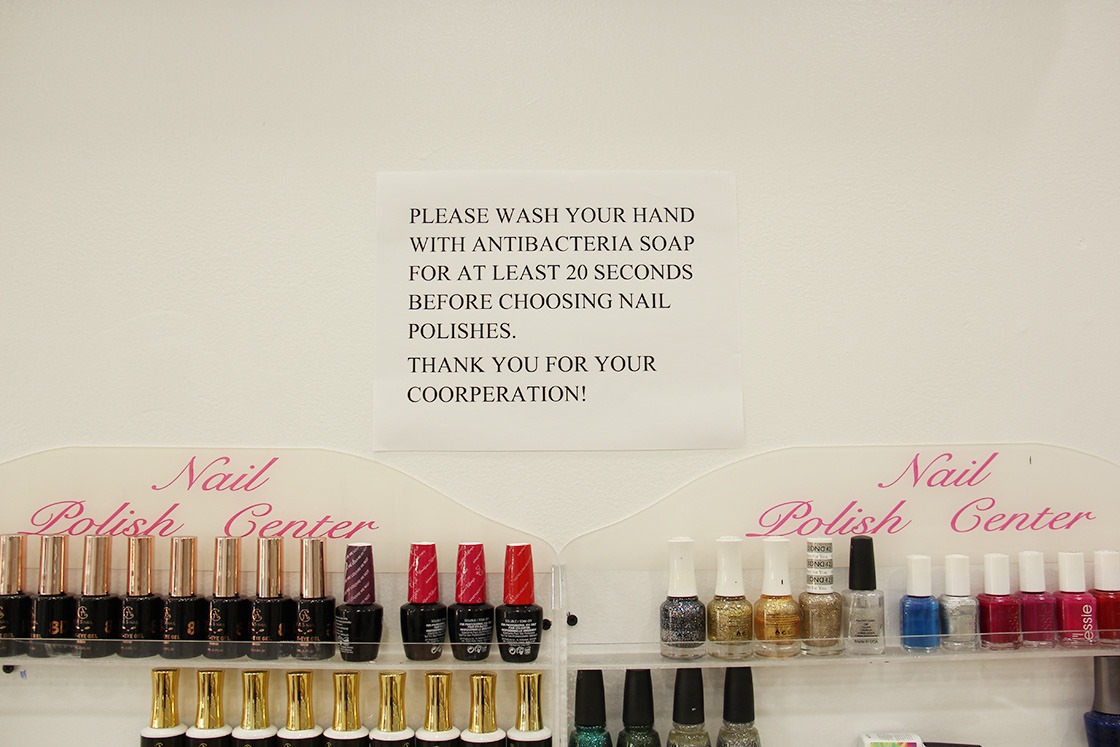 PLEASE WASH YOUR HAND
WITH ANTIBACTERIA SOAP
FOR AT LEAST 20 SECONDS
BEFORE CHOOSING NAIL
POLISHES.
THANK YOU FOR YOUR
COORPERATION!
Nail
Polish Center
Nail
Polish Center
essie